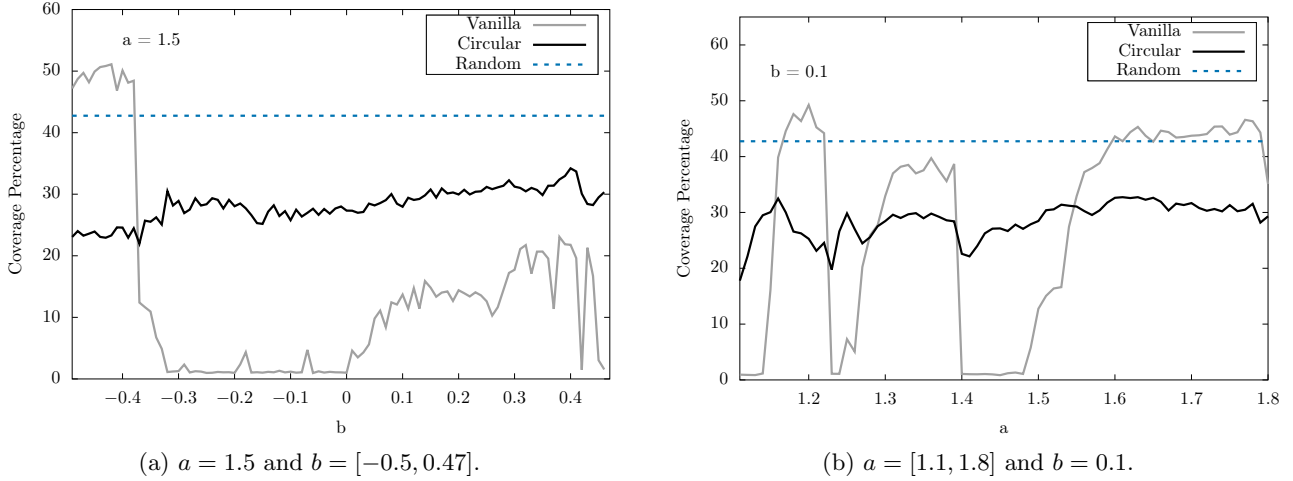 60
50
40
30
20
10
0
Coverage Percentage
a = 1.5
Vanilla
Circular
Random
−0.4 −0.3 −0.2 −0.1 0 0.1 0.2 0.3 0.4
b
(a) a = 1.5 and b = [−0.5, 0.47].
60
50
40
30
20
10
0
Coverage Percentage
b = 0.1
Vanilla
Circular
Random
1.2 1.3 1.4 1.5 1.6 1.7 1.8
a
(b) a = [1.1, 1.8] and b = 0.1.